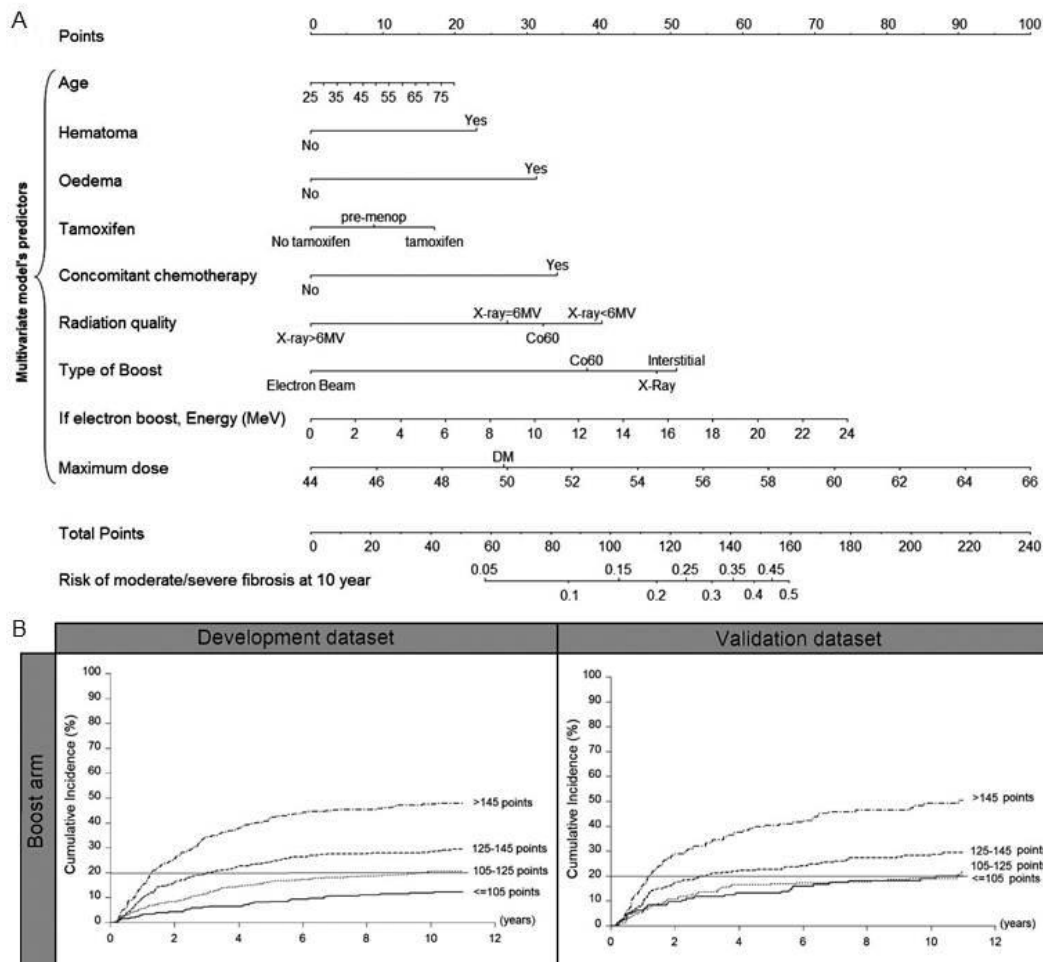 A
Points
0 10 20 30 40 50 60 70 80 90 100
Multivariate model's predictors
Age
25 35 45 55 65 75
Hematoma
Yes
No
Oedema
Yes
No
Tamoxifen
pre-menop
No tamoxifen tamoxifen
Concomitant chemotherapy
Yes
No
Radiation quality
X-ray=6MV X-ray<6MV
X-ray>6MV Co60
Type of Boost
Co60 Interstitial
Electron Beam X-Ray
If electron boost, Energy (MeV)
0 2 4 6 8 10 12 14 16 18 20 22 24
Maximum dose
DM
44 46 48 50 52 54 56 58 60 62 64 66
Total Points
0 20 40 60 80 100 120 140 160 180 200 220 240
Risk of moderate/severe fibrosis at 10 year
0.05 0.15 0.25 0.35 0.45
0.1 0.2 0.3 0.4 0.5
B
Development dataset
Validation dataset
Boost arm
Cumulative Incidence (%)
100
90
80
70
60
50
40
30
20
10
0
>145 points
125-145 points
105-125 points
<=105 points
(years)
0 2 4 6 8 10 12
Cumulative Incidence (%)
100
90
80
70
60
50
40
30
20
10
0
>145 points
125-145 points
105-125 points
<=105 points
(years)
0 2 4 6 8 10 12